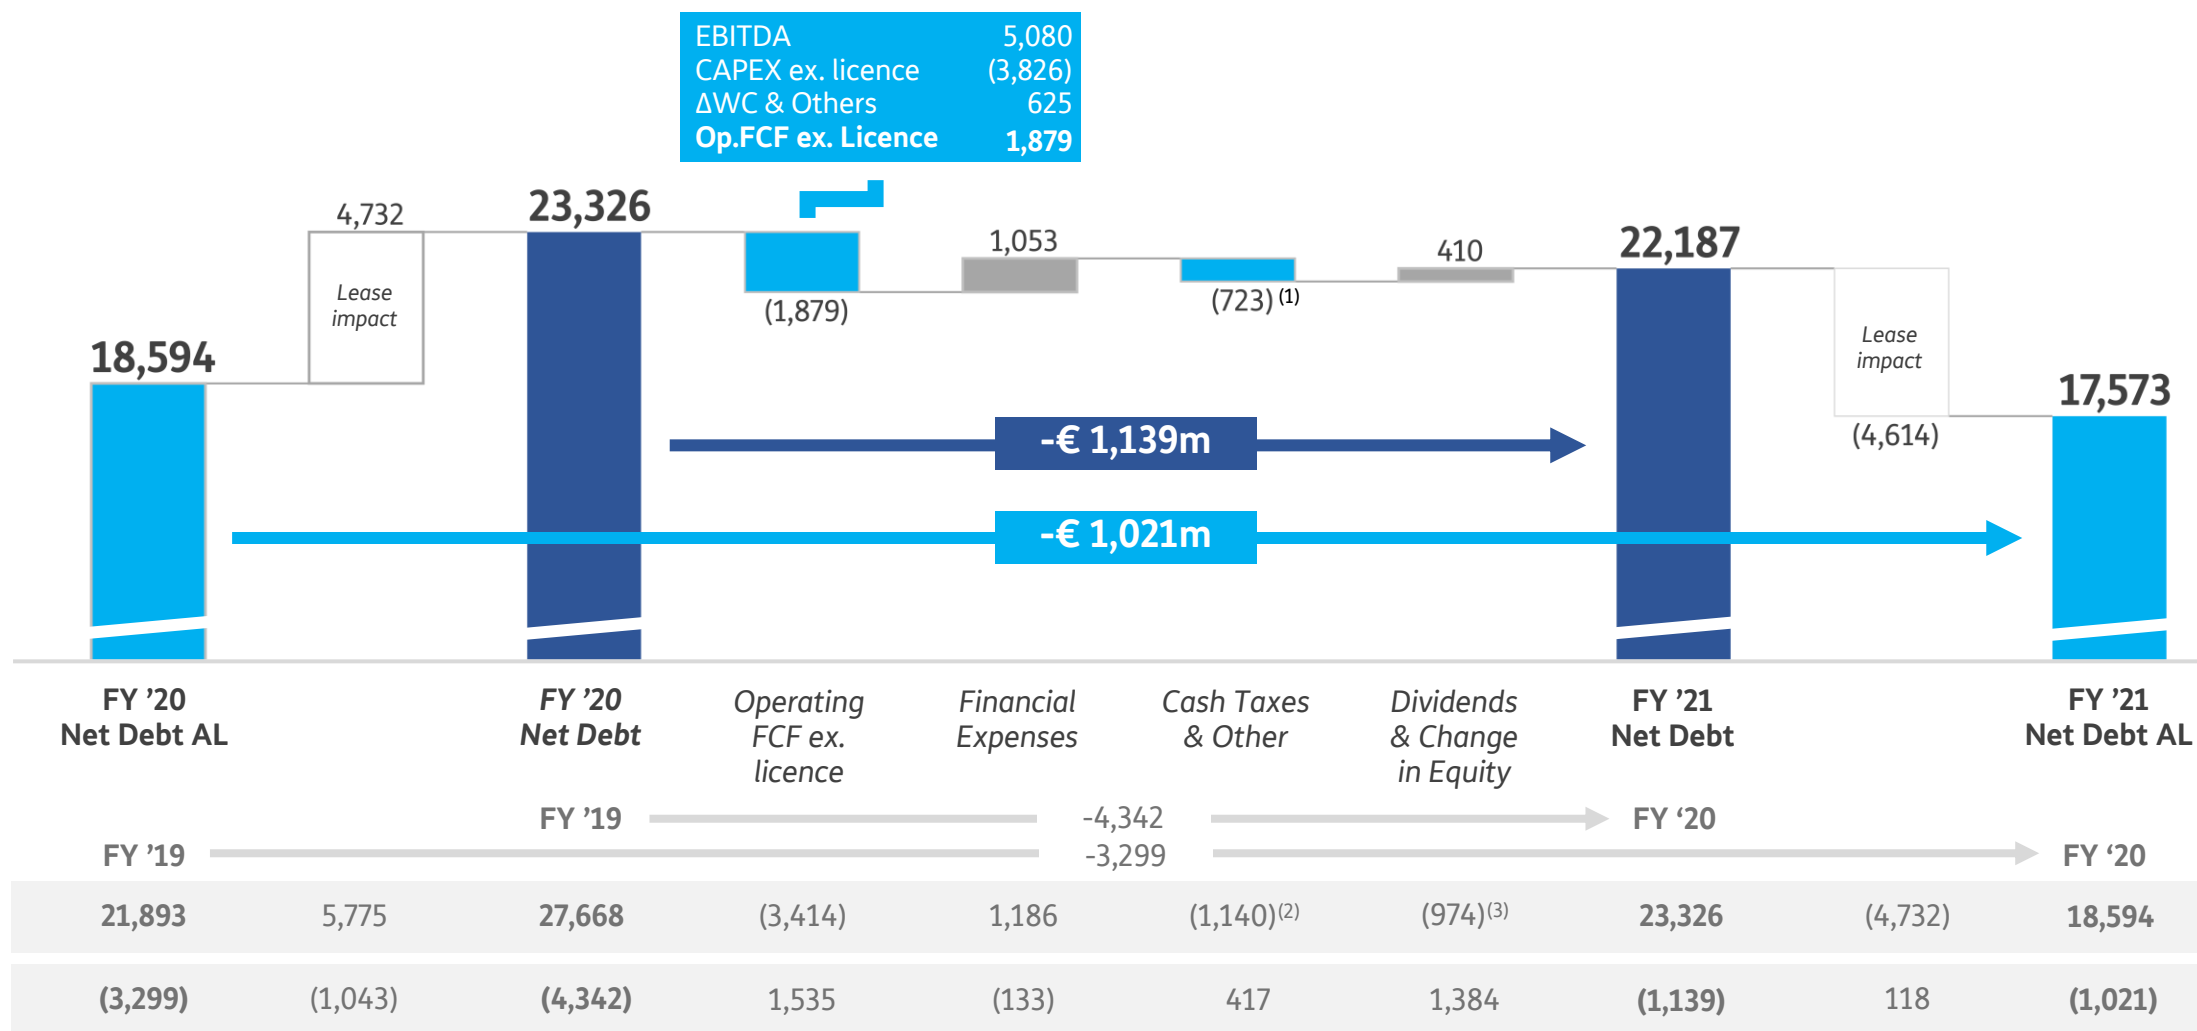 EBITDA 5,080
CAPEX ex. licence (3,826)
ΔWC & Others 625
Op.FCF ex. Licence 1,879
18,594
4,732
Lease
impact
23,326
(1,879)
1,053
(723) (1)
410
22,187
Lease
impact
(4,614)
17,573
-€ 1,139m
-€ 1,021m
FY ’20
Net Debt AL
FY ’20
Net Debt
Operating
FCF ex.
licence
Financial
Expenses
Cash Taxes
& Other
Dividends
& Change
in Equity
FY ’21
Net Debt
FY ’21
Net Debt AL
FY ’19 -4,342 FY ‘20
FY ’19 -3,299 FY ‘20
21,893 5,775 27,668 (3,414) 1,186 (1,140)(2) (974)(3) 23,326 (4,732) 18,594
(3,299) (1,043) (4,342) 1,535 (133) 417 1,384 (1,139) 118 (1,021)